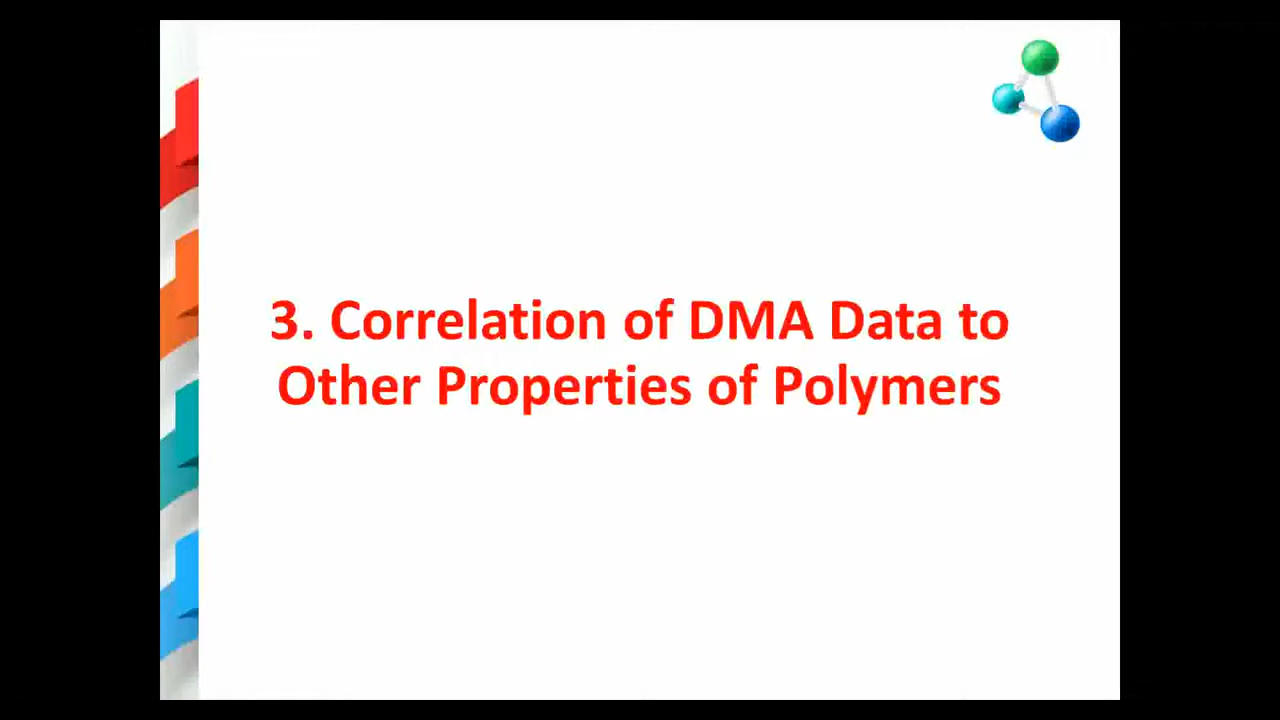 3. Correlation of DMA Data to
Other Properties of Polymers